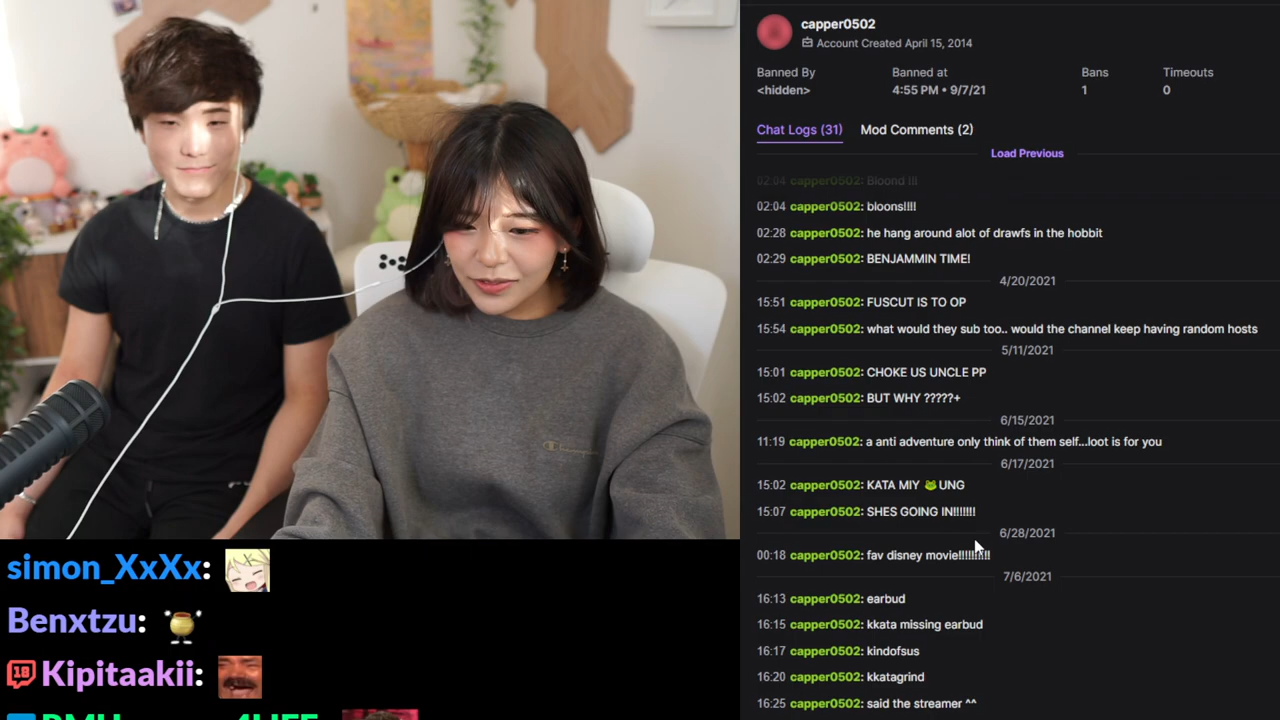 capper0502
Account Created April 15, 2014
Banned By
Banned at
Bans
Timeouts
<hidden>
4:55 PM • 9/7/21
1
0
Chat Logs (31)
Mod Comments (2)
Load Previous
02:04 capper0502: Bloond !!!
02:04 capper0502: bloons!!!!
02:28 capper0502: he hang around alot of drawfs in the hobbit
02:29 capper0502: BENJAMMIN TIME!
4/20/2021
15:51 capper0502: FUSCUT IS TO OP
15:54 capper0502: what would they sub too.. would the channel keep having random hosts
5/11/2021
15:01 capper0502: CHOKE US UNCLE PP
15:02 capper0502: BUT WHY ?????+
6/15/2021
11:19 capper0502: a anti adventure only think of them self...loot is for you
6/17/2021
15:02 capper0502: KATA MIY 🐸UNG
15:07 capper0502: SHES GOING IN!!!!!!!
6/28/2021
00:18 capper0502: fav disney movie!!!!!!!!!!
7/6/2021
16:13 capper0502: earbud
16:15 capper0502: kkata missing earbud
16:17 capper0502: kindofsus
16:20 capper0502: kkatagrind
16:25 capper0502: said the streamer ^^
Champion
simon_XxXx:
Benxtzu:
18 Kipitaakii: